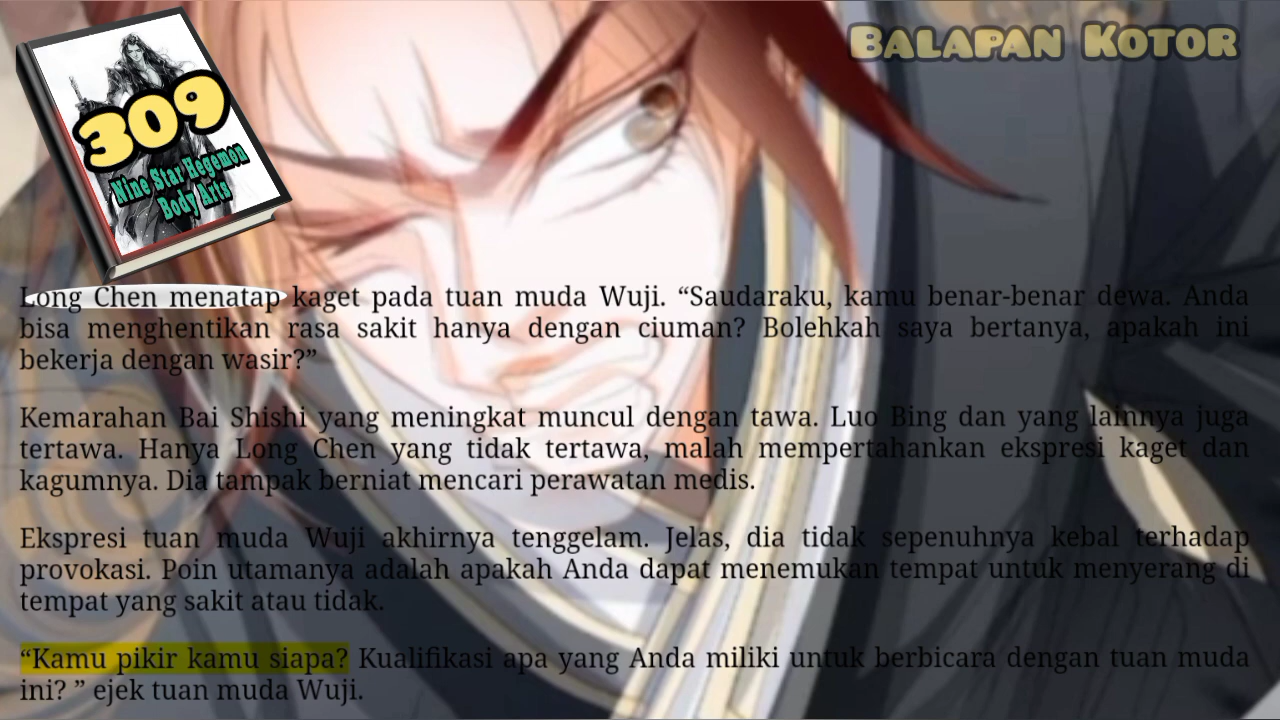 Balapan Kotor
309
Nine Star Hegemon
Body Arts
Long Chen menatap kaget pada tuan muda Wuji. “Saudaraku, kamu benar-benar dewa. Anda
bisa menghentikan rasa sakit hanya dengan ciuman? Bolehkah saya bertanya, apakah ini
bekerja dengan wasir?”
Kemarahan Bai Shishi yang meningkat muncul dengan tawa. Luo Bing dan yang lainnya juga
tertawa. Hanya Long Chen yang tidak tertawa, malah mempertahankan ekspresi kaget dan
kagumnya. Dia tampak berniat mencari perawatan medis.
Ekspresi tuan muda Wuji akhirnya tenggelam. Jelas, dia tidak sepenuhnya kebal terhadap
provokasi. Poin utamanya adalah apakah Anda dapat menemukan tempat untuk menyerang di
tempat yang sakit atau tidak.
“Kamu pikir kamu siapa? Kualifikasi apa yang Anda miliki untuk berbicara dengan tuan muda
ini? ” ejek tuan muda Wuji.